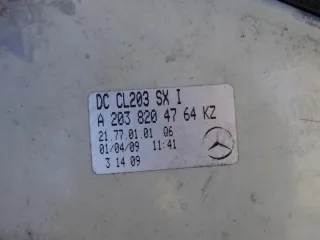 DC CL203 SX I
A 203 820 47 64 KZ
21.77.01.01 Q6
01/04/09 11:41
3 14 09